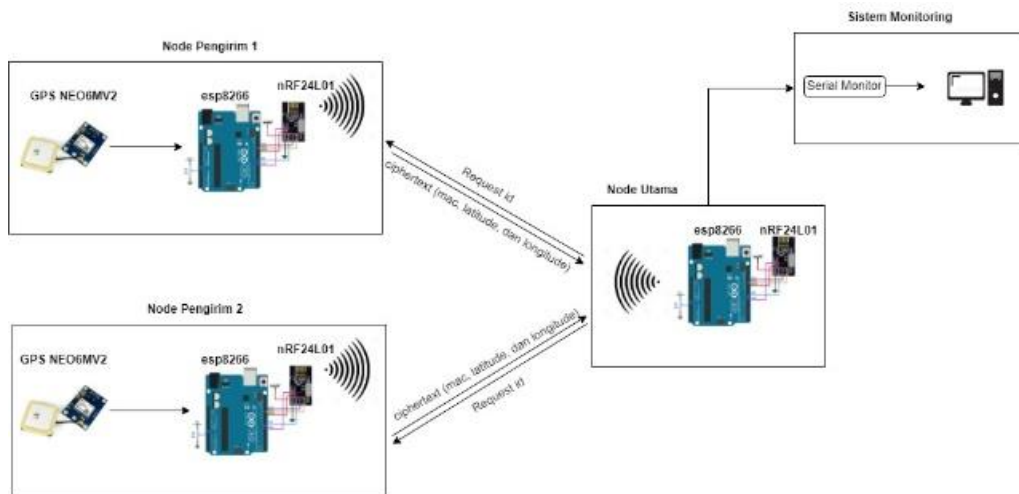 Sistem Monitoring
Serial Monitor
Node Pengirim 1
GPS NEO6MV2
esp8266
nRF24L01
Request id
ciphertext (mac, latitude, dan longitude)
Node Utama
esp8266
nRF24L01
Node Pengirim 2
GPS NEO6MV2
esp8266
nRF24L01
ciphertext (mac, latitude, dan longitude)
Request id